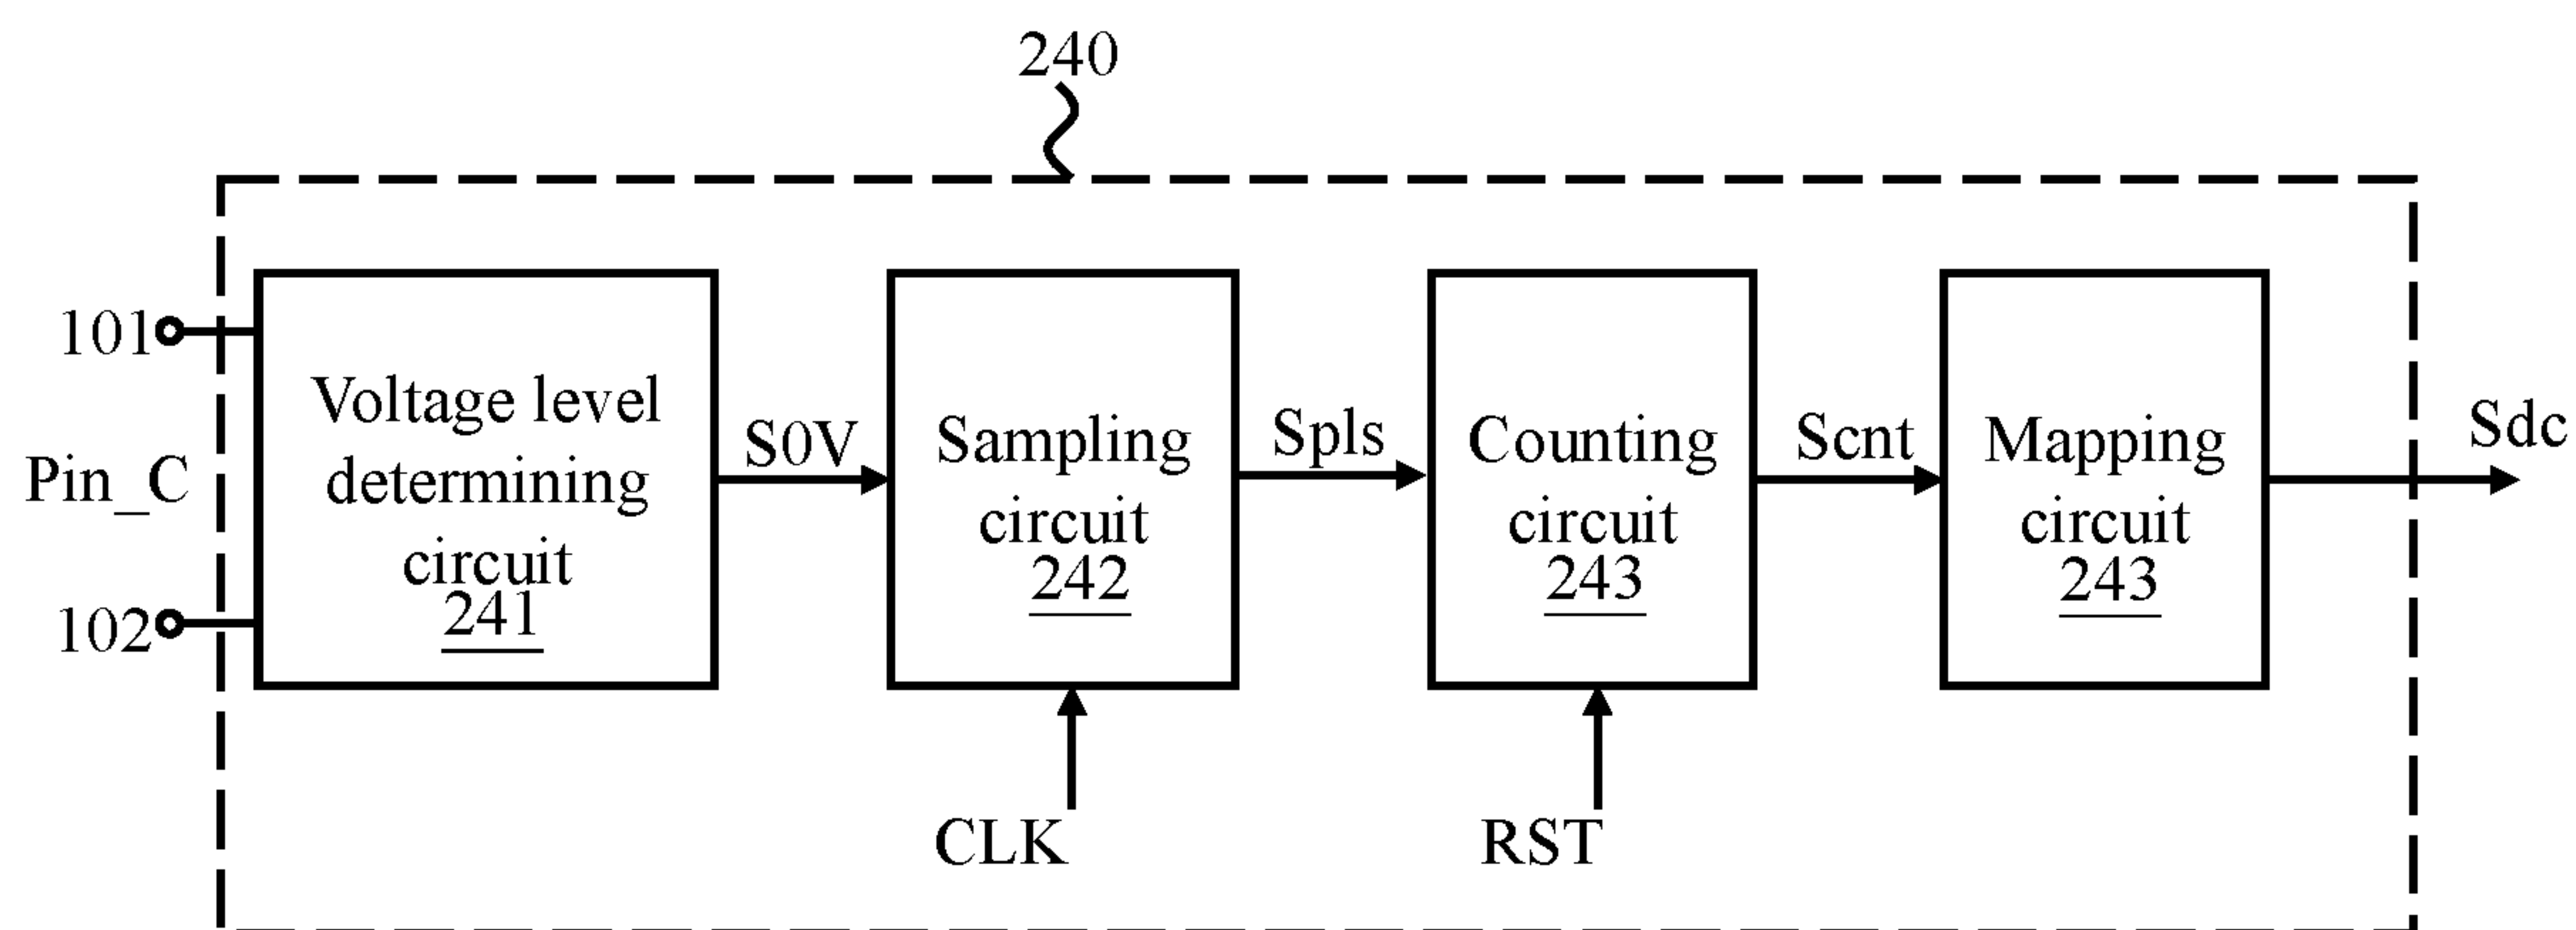 240
101
Pin_C
102
Voltage level
determining
circuit
241
S0V
Sampling
circuit
242
CLK
Spls
Counting
circuit
243
RST
Scnt
Mapping
circuit
243
Sdc